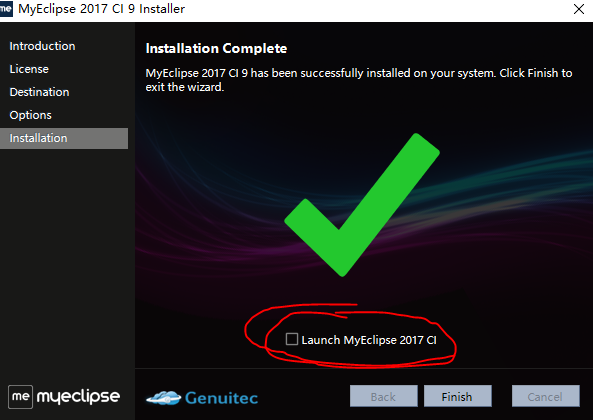 me MyEclipse 2017 CI 9 Installer
Introduction
License
Destination
Options
Installation
Installation Complete
MyEclipse 2017 CI 9 has been successfully installed on your system. Click Finish to
exit the wizard.
Launch MyEclipse 2017 CI
me myeclipse
Genuitec
Back
Finish
Cancel